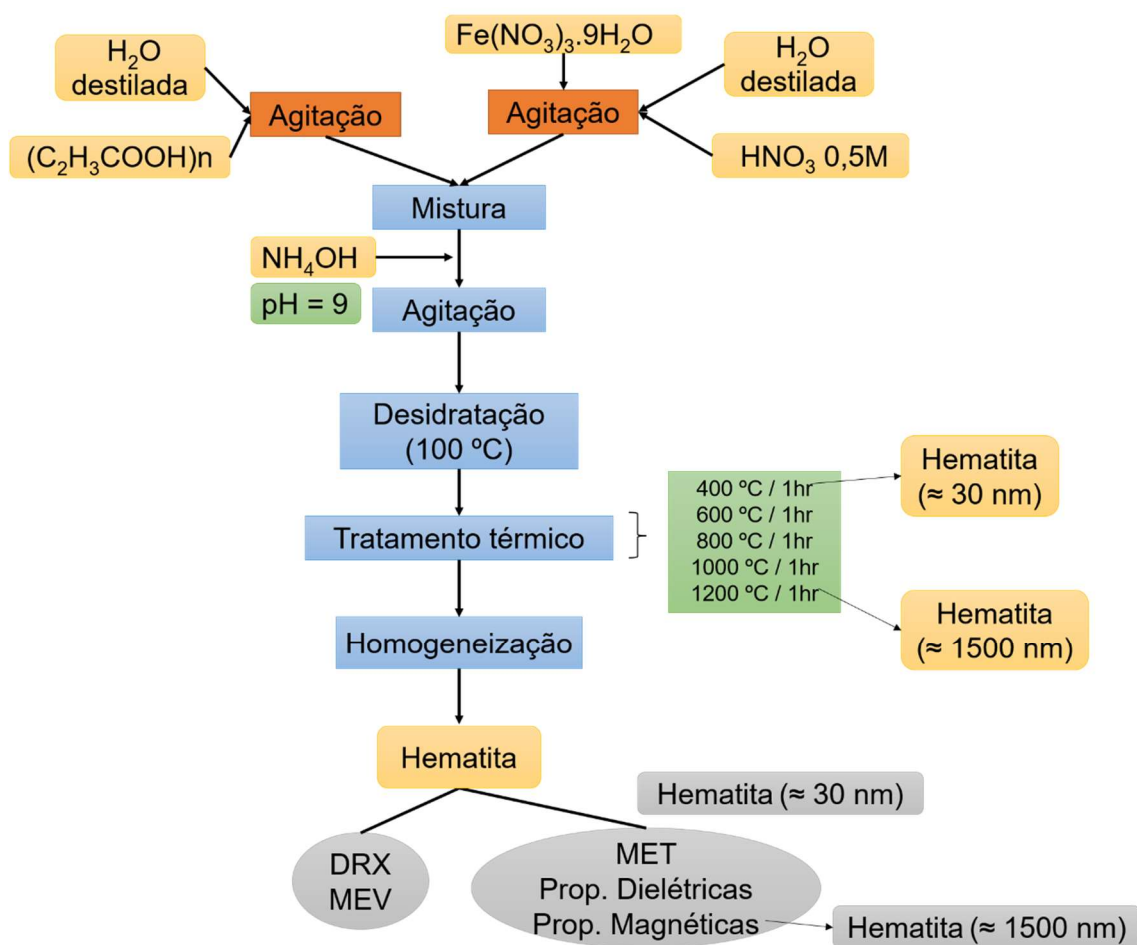 H₂O
destilada
Fe(NO₃)₃.9H₂O
H₂O
destilada
Agitação
Agitação
(C₂H₃COOH)n
HNO₃ 0,5M
Mistura
NH₄OH
pH = 9
Agitação
Desidratação
(100 ºC)
Tratamento térmico
400 ºC / 1hr
600 ºC / 1hr
800 ºC / 1hr
1000 ºC / 1hr
1200 ºC / 1hr
Hematita
(≈ 30 nm)
Hematita
(≈ 1500 nm)
Homogeneização
Hematita
Hematita (≈ 30 nm)
DRX
MEV
MET
Prop. Dielétricas
Prop. Magnéticas
Hematita (≈ 1500 nm)